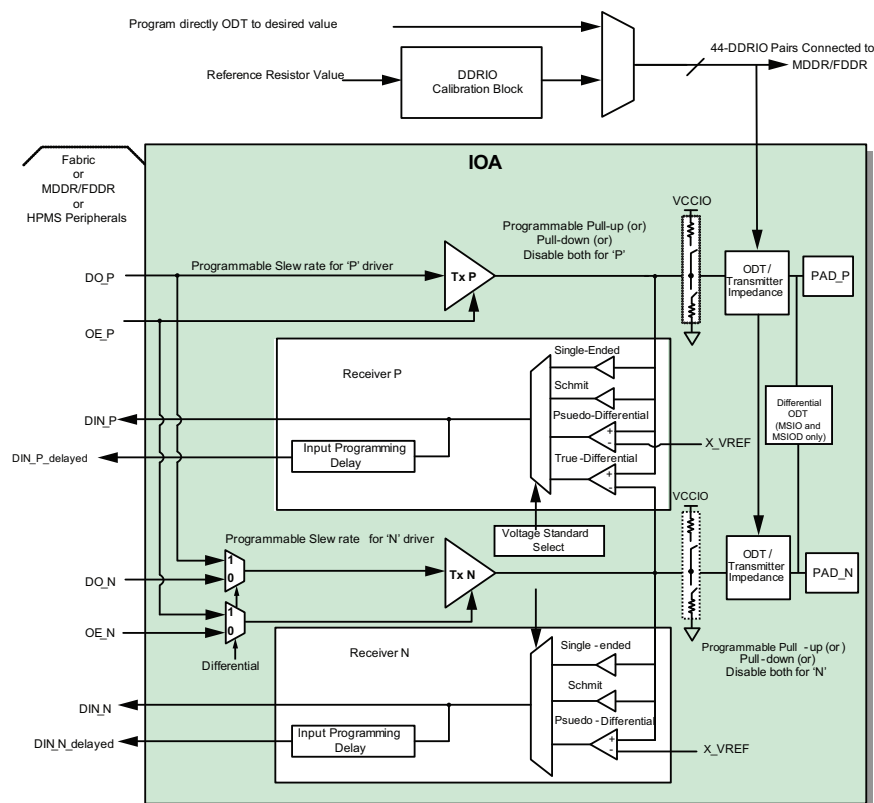 Program directly ODT to desired value
44-DDRIO Pairs Connected to
MDDR/FDDR
Reference Resistor Value
DDRIO
Calibration Block
IOA
Fabric
or
MDDR/FDDR
or
HPMS Peripherals
VCCIO
Programmable Pull-up (or)
Pull-down (or)
Disable both for 'P'
DO_P
Programmable Slew rate for 'P' driver
Tx P
ODT /
Transmitter
Impedance
PAD_P
OE_P
Receiver P
Single-Ended
Schmit
Psuedo-Differential
+
-
X_VREF
True -Differential
+
-
DIN_P
DIN_P_delayed
Input Programming
Delay
Differential
ODT
(MSIO and
MSIOD only)
Voltage Standard
Select
VCCIO
Programmable Slew rate for 'N' driver
1
0
DO_N
Tx N
ODT /
Transmitter
Impedance
PAD_N
1
0
OE_N
Differential
Receiver N
Single - ended
Schmit
Psuedo - Differential
+
-
X_VREF
Programmable Pull - up (or )
Pull - down (or)
Disable both for 'N'
DIN_N
DIN_N_delayed
Input Programming
Delay